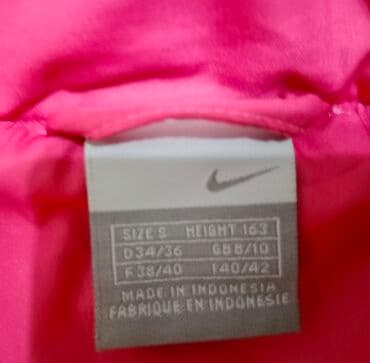 SIZE S HEIGHT 163
D34/36 GB8/10
F38/40 I40/42
MADE IN INDONESIA
FABRIQUE EN INDONESIE